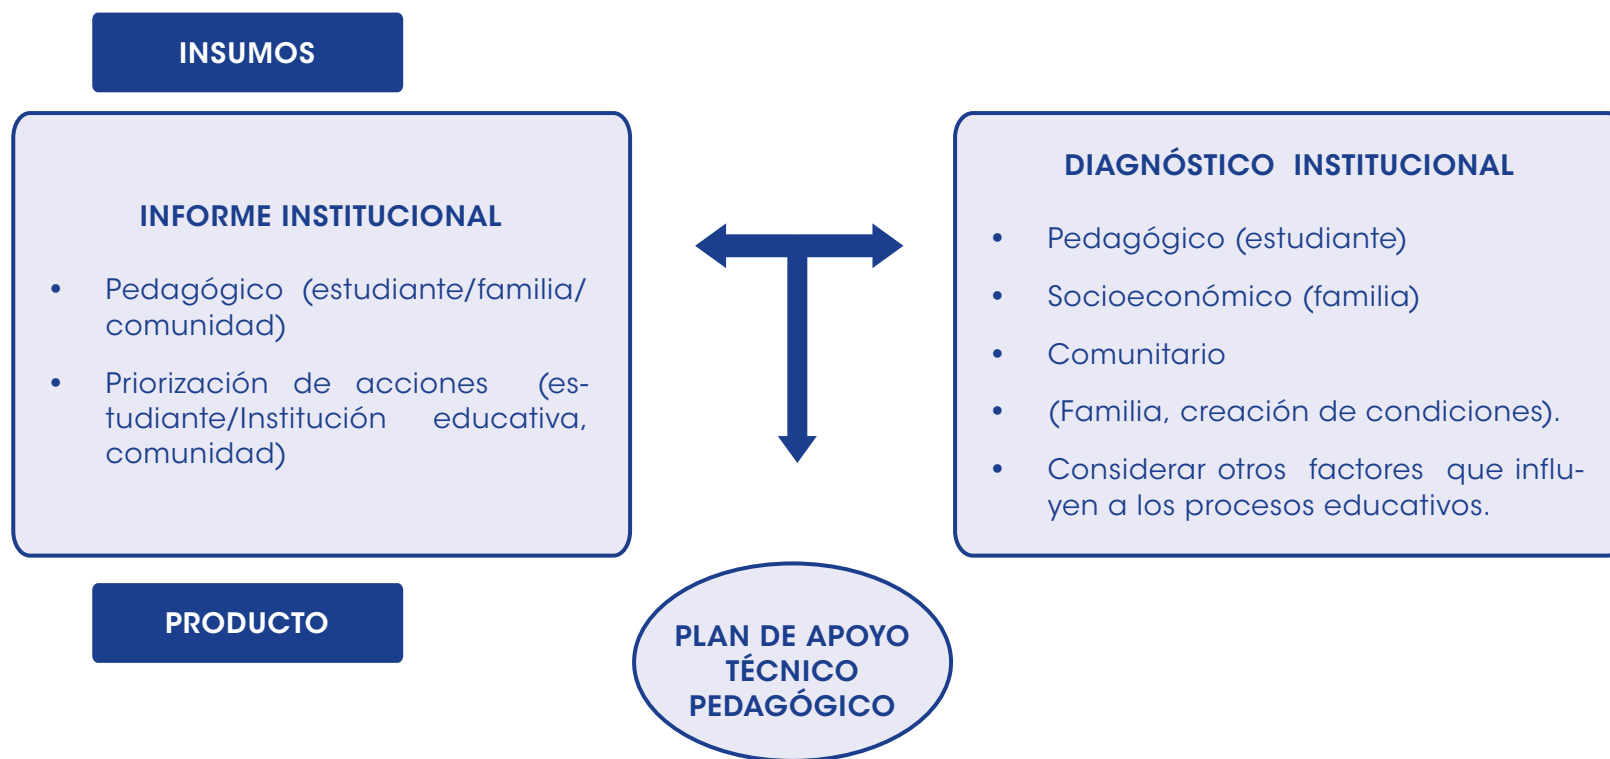 INSUMOS
INFORME INSTITUCIONAL
• Pedagógico (estudiante/familia/
comunidad)
• Priorización de acciones (es-
tudiante/Institución educativa,
comunidad)
DIAGNÓSTICO INSTITUCIONAL
• Pedagógico (estudiante)
• Socioeconómico (familia)
• Comunitario
• (Familia, creación de condiciones).
• Considerar otros factores que influ-
yen a los procesos educativos.
PRODUCTO
PLAN DE APOYO
TÉCNICO
PEDAGÓGICO